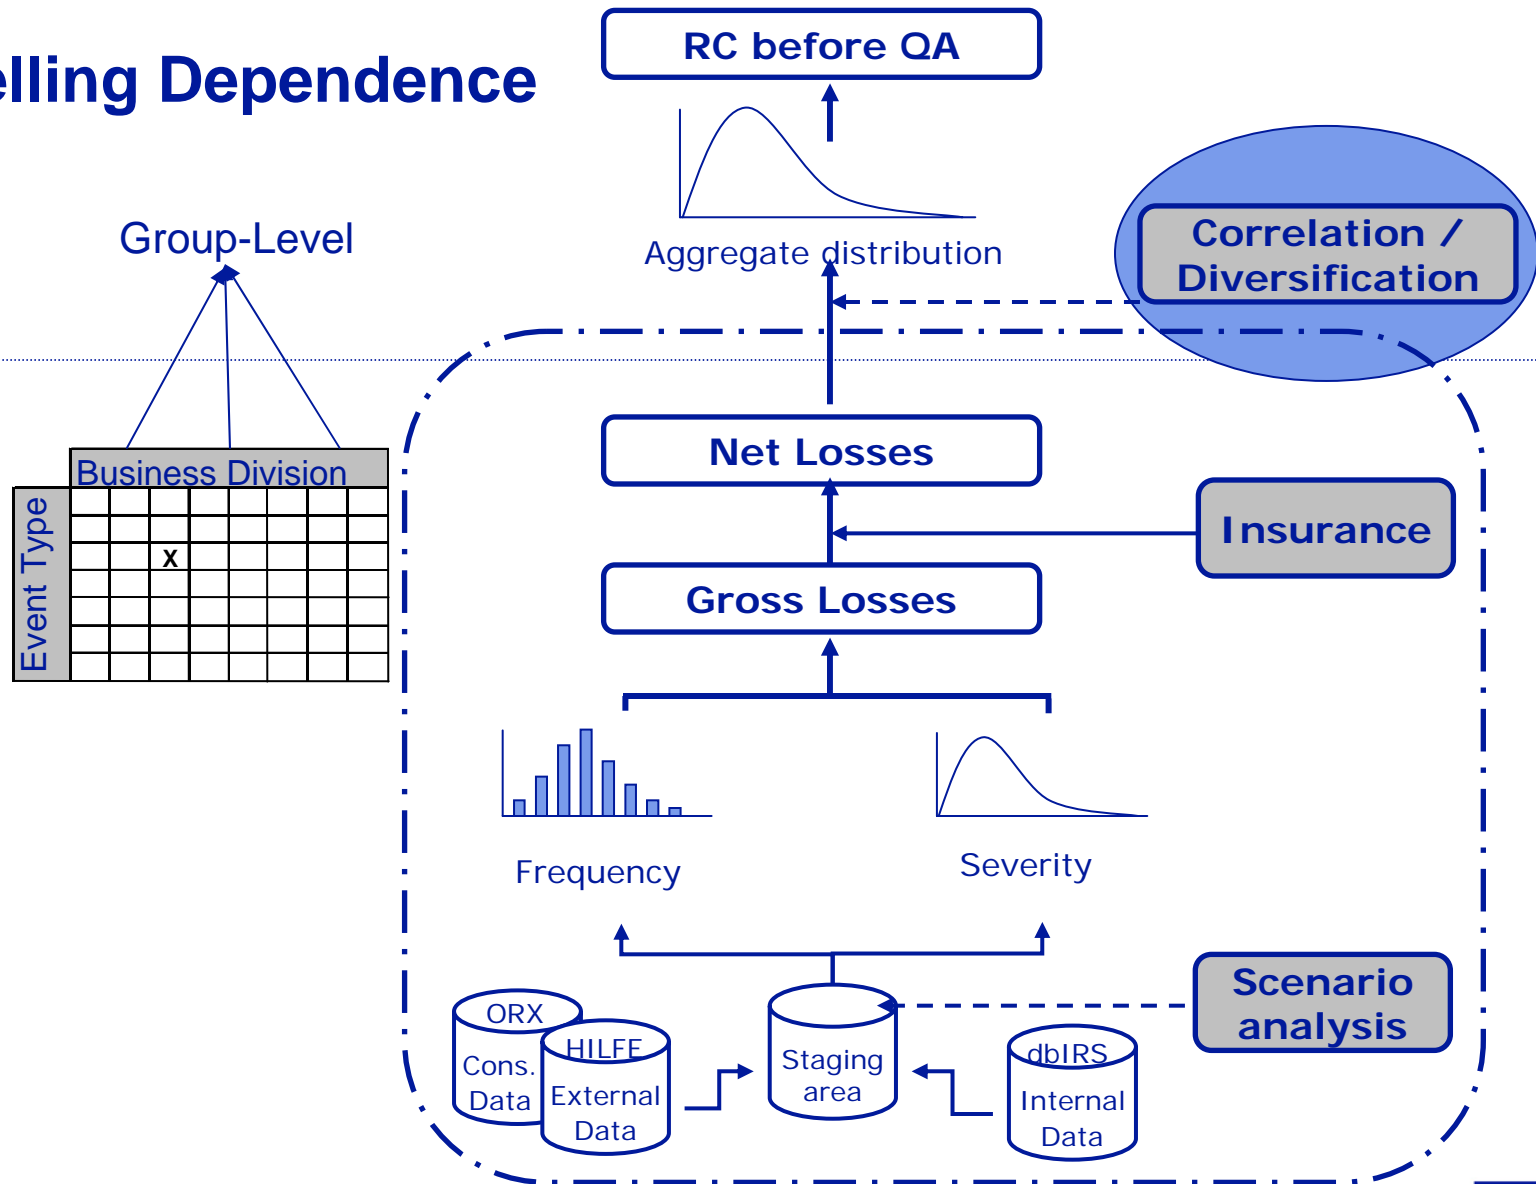 elling Dependence
RC before QA
Aggregate distribution
Correlation /
Diversification
Group-Level
Business Division
Event Type
X
Net Losses
Insurance
Gross Losses
Frequency
Severity
Scenario
analysis
ORX
Cons.
Data
HILFE
External
Data
Staging
area
dbIRS
Internal
Data